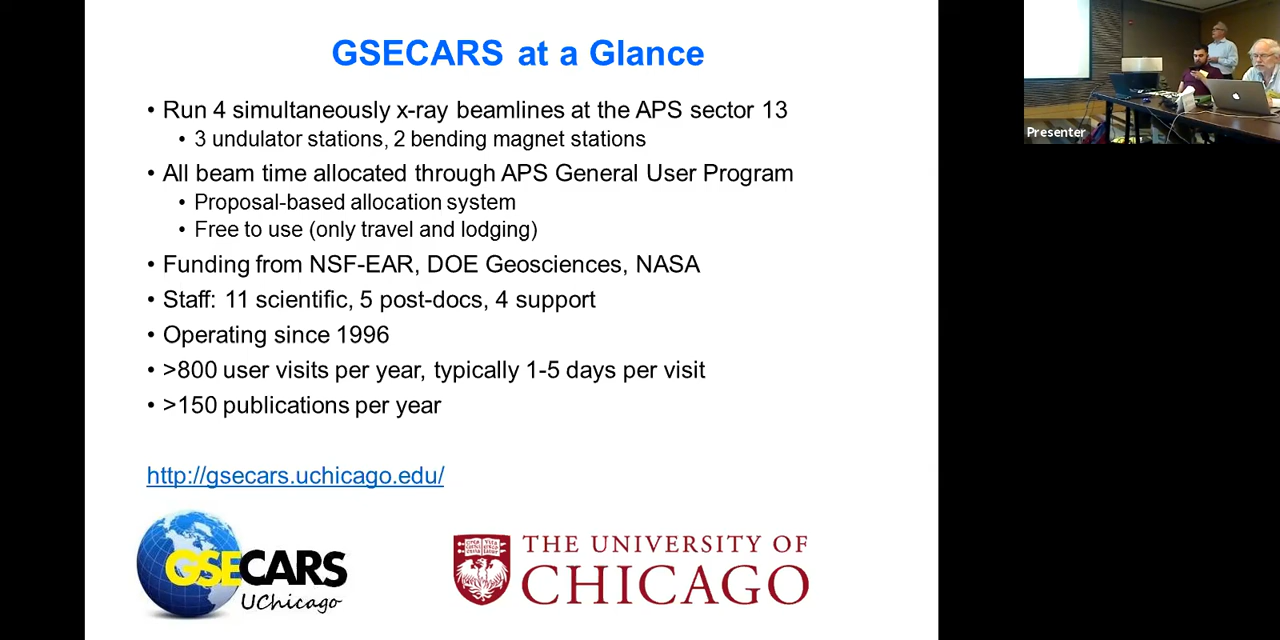 GSECARS at a Glance
• Run 4 simultaneously x-ray beamlines at the APS sector 13
• 3 undulator stations, 2 bending magnet stations
• All beam time allocated through APS General User Program
• Proposal-based allocation system
• Free to use (only travel and lodging)
• Funding from NSF-EAR, DOE Geosciences, NASA
• Staff: 11 scientific, 5 post-docs, 4 support
• Operating since 1996
• >800 user visits per year, typically 1-5 days per visit
• >150 publications per year
http://gsecars.uchicago.edu/
GSECARS
UChicago
THE UNIVERSITY OF
CHICAGO
Presenter